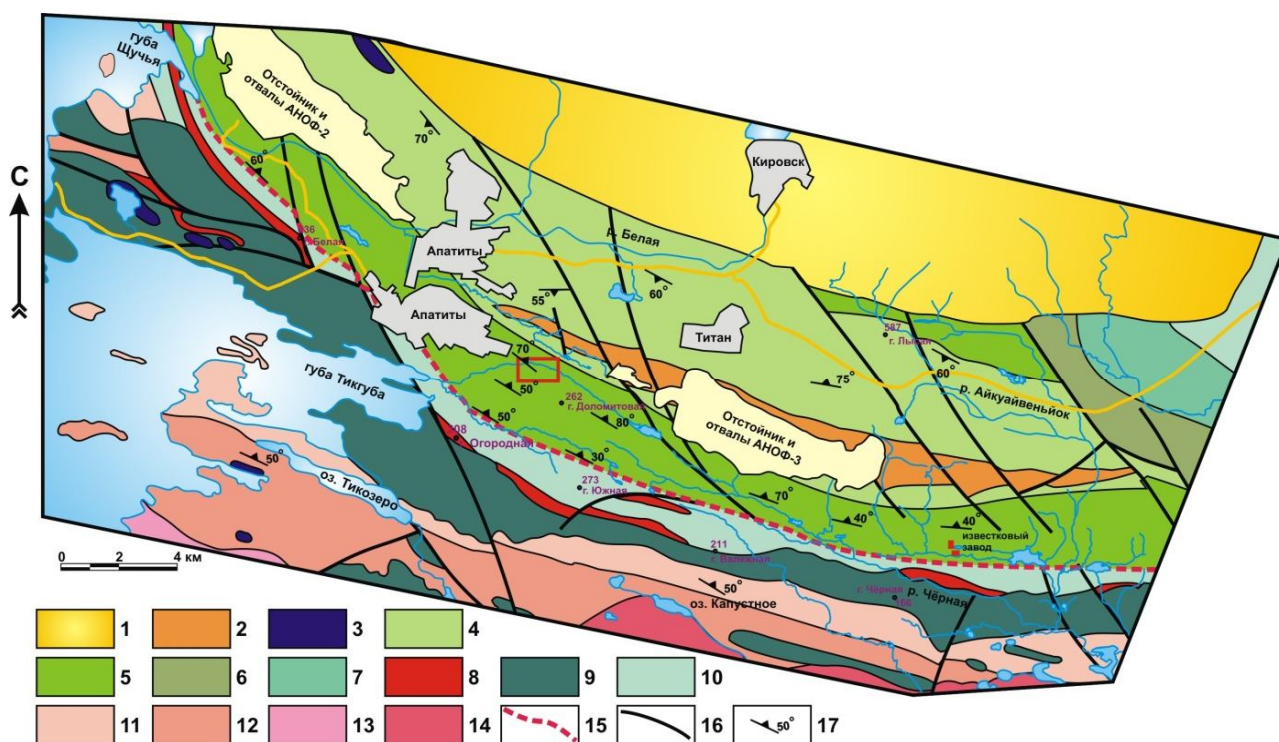 губа
Щучья
Отстойник и
отвалы АНОФ-2
70°
Кировск
С
60°
р. Белая
г. Белая
Апатиты
60°
55°
Апатиты
Титан
587
г. Лысая
60°
70°
50°
75°
р. Айкуайвеньйок
губа Тикгуба
262
г. Доломитовая
80°
50°
Отстойник и
отвалы АНОФ-3
Огородная
30°
50°
оз. Тикозеро
273
г. Южная
70°
40°
40°
известковый
завод
211
г. Валежная
0 2 4 км
50°
оз. Капустное
г. Чёрная
166
р. Чёрная
1 2 3 4
5 6 7 8 9 10
11 12 13 14 15 16 50° 17